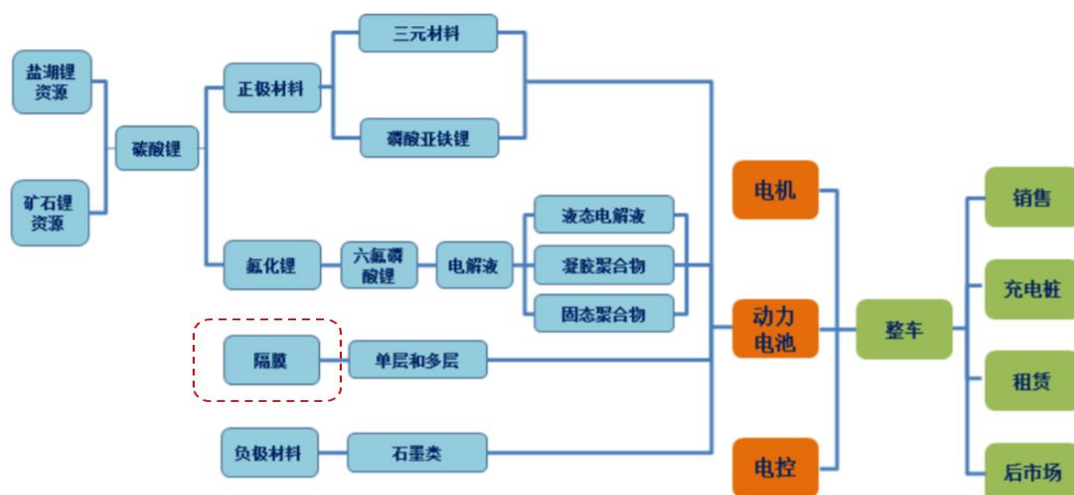 三元材料
盐湖锂
资源
正极材料
碳酸锂
磷酸亚铁锂
矿石锂
资源
电机
销售
液态电解液
氟化锂
六氟磷
酸锂
电解液
凝胶聚合物
充电桩
固态聚合物
动力
电池
整车
隔膜
单层和多层
租赁
负极材料
石墨类
电控
后市场